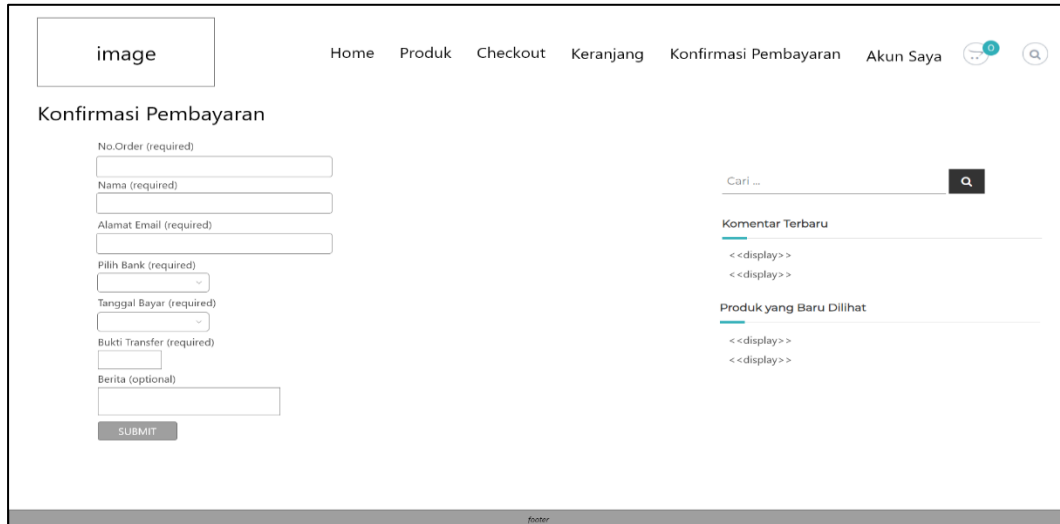 image
Home Produk Checkout Keranjang Konfirmasi Pembayaran Akun Saya 0
Konfirmasi Pembayaran
No.Order (required)
Nama (required)
Alamat Email (required)
Pilih Bank (required)
Tanggal Bayar (required)
Bukti Transfer (required)
Berita (optional)
SUBMIT
Cari ...
Komentar Terbaru
<<display>>
<<display>>
Produk yang Baru Dilihat
<<display>>
<<display>>
footer